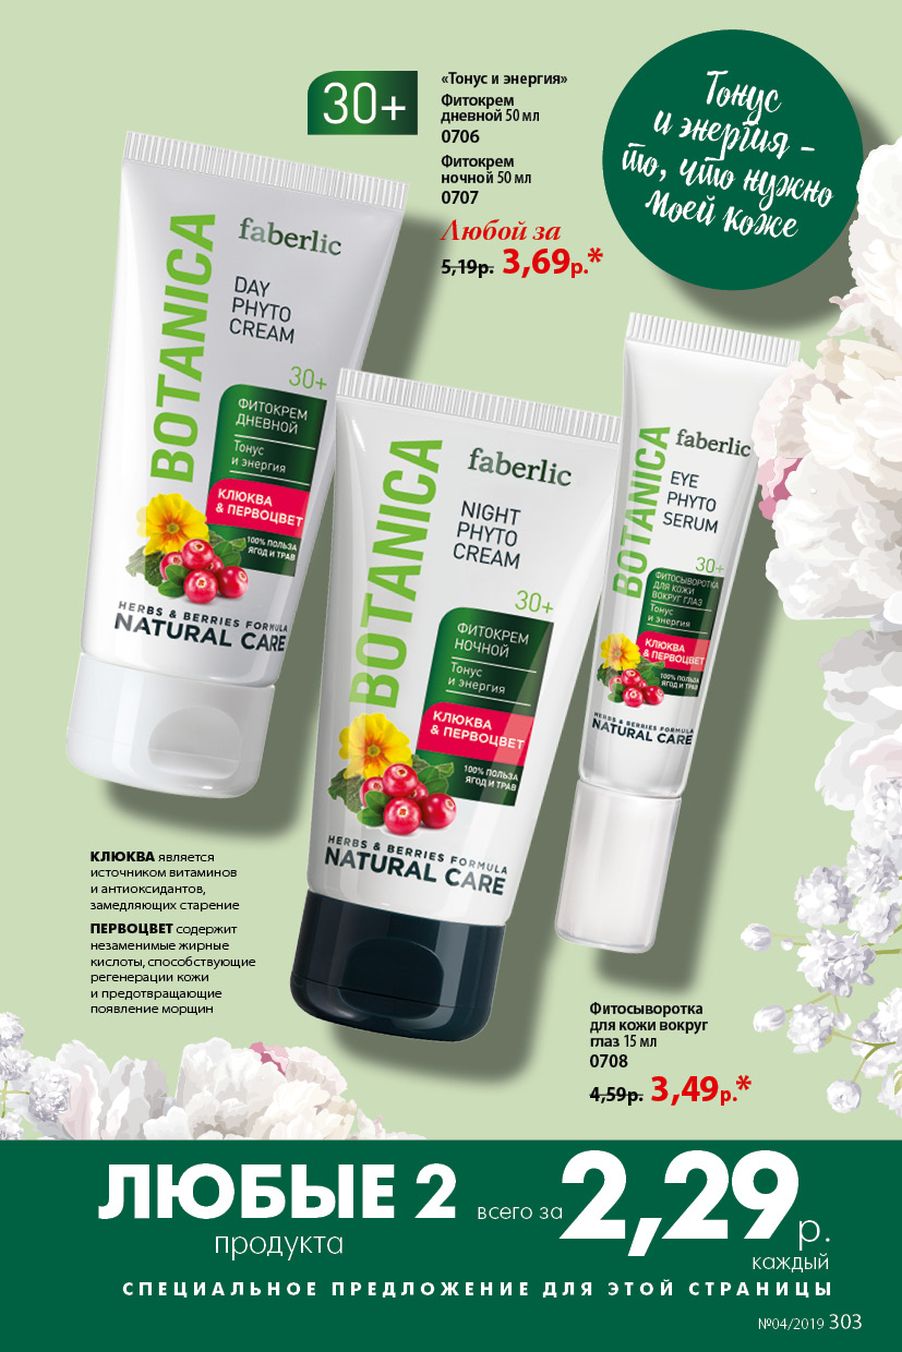 30+
«Тонус и энергия»
Фитокрем
дневной 50 мл
0706
Фитокрем
ночной 50 мл
0707
Любой за
5,19р. 3,69р.*
Тонус
и энергия –
то, что нужно
моей коже
faberlic
BOTANICA
DAY
PHYTO
CREAM
30+
ФИТОКРЕМ
ДНЕВНОЙ
Тонус
и энергия
КЛЮКВА
& ПЕРВОЦВЕТ
100% ПОЛЬЗА
ЯГОД И ТРАВ
HERBS & BERRIES FORMULA
NATURAL CARE
faberlic
BOTANICA
NIGHT
PHYTO
CREAM
30+
ФИТОКРЕМ
НОЧНОЙ
Тонус
и энергия
КЛЮКВА
& ПЕРВОЦВЕТ
100% ПОЛЬЗА
ЯГОД И ТРАВ
HERBS & BERRIES FORMULA
NATURAL CARE
faberlic
BOTANICA
EYE
PHYTO
SERUM
30+
ФИТОСЫВОРОТКА
ДЛЯ КОЖИ
ВОКРУГ ГЛАЗ
Тонус
и энергия
КЛЮКВА
& ПЕРВОЦВЕТ
100% ПОЛЬЗА
ЯГОД И ТРАВ
HERBS & BERRIES FORMULA
NATURAL CARE
КЛЮКВА является
источником витаминов
и антиоксидантов,
замедляющих старение
ПЕРВОЦВЕТ содержит
незаменимые жирные
кислоты, способствующие
регенерации кожи
и предотвращающие
появление морщин
Фитосыворотка
для кожи вокруг
глаз 15 мл
0708
4,59р. 3,49р.*
ЛЮБЫЕ 2
продукта
всего за 2,29 р.
каждый
СПЕЦИАЛЬНОЕ ПРЕДЛОЖЕНИЕ ДЛЯ ЭТОЙ СТРАНИЦЫ
№04/2019 303